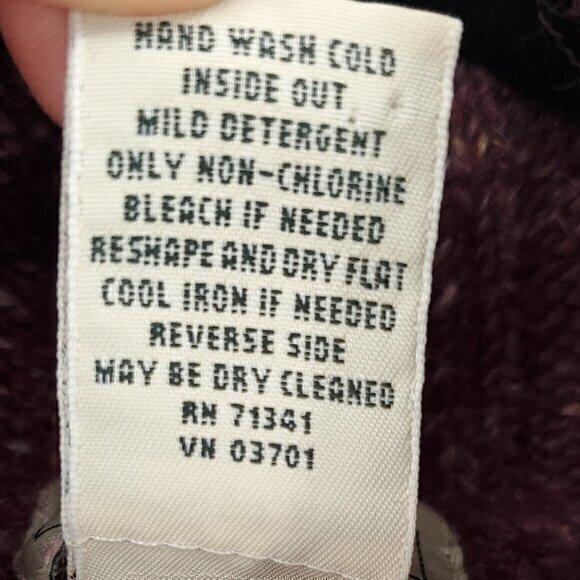 HAND WASH COLD
INSIDE OUT
MILD DETERGENT
ONLY NON-CHLORINE
BLEACH IF NEEDED
RESHAPE AND DRY FLAT
COOL IRON IF NEEDED
REVERSE SIDE
MAY BE DRY CLEANED
RN 71341
VN 03701